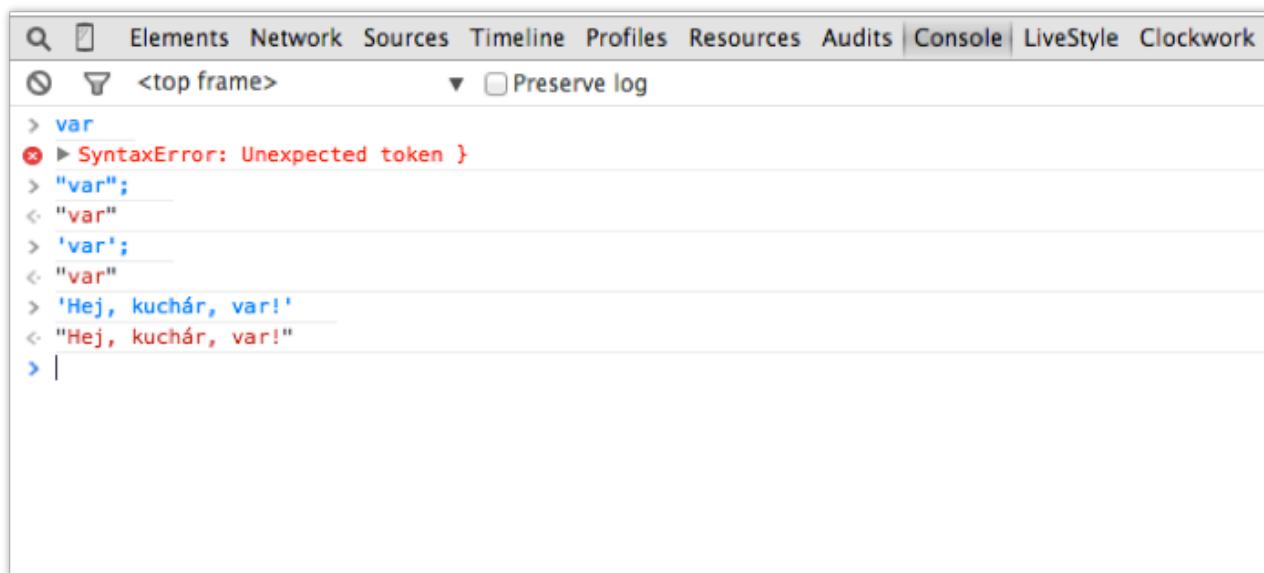 Elements Network Sources Timeline Profiles Resources Audits Console LiveStyle Clockwork
<top frame> ▼ Preserve log
> var
▶ SyntaxError: Unexpected token }
> "var";
<· "var"
> 'var';
<· "var"
> 'Hej, kuchár, var!'
<· "Hej, kuchár, var!"
>